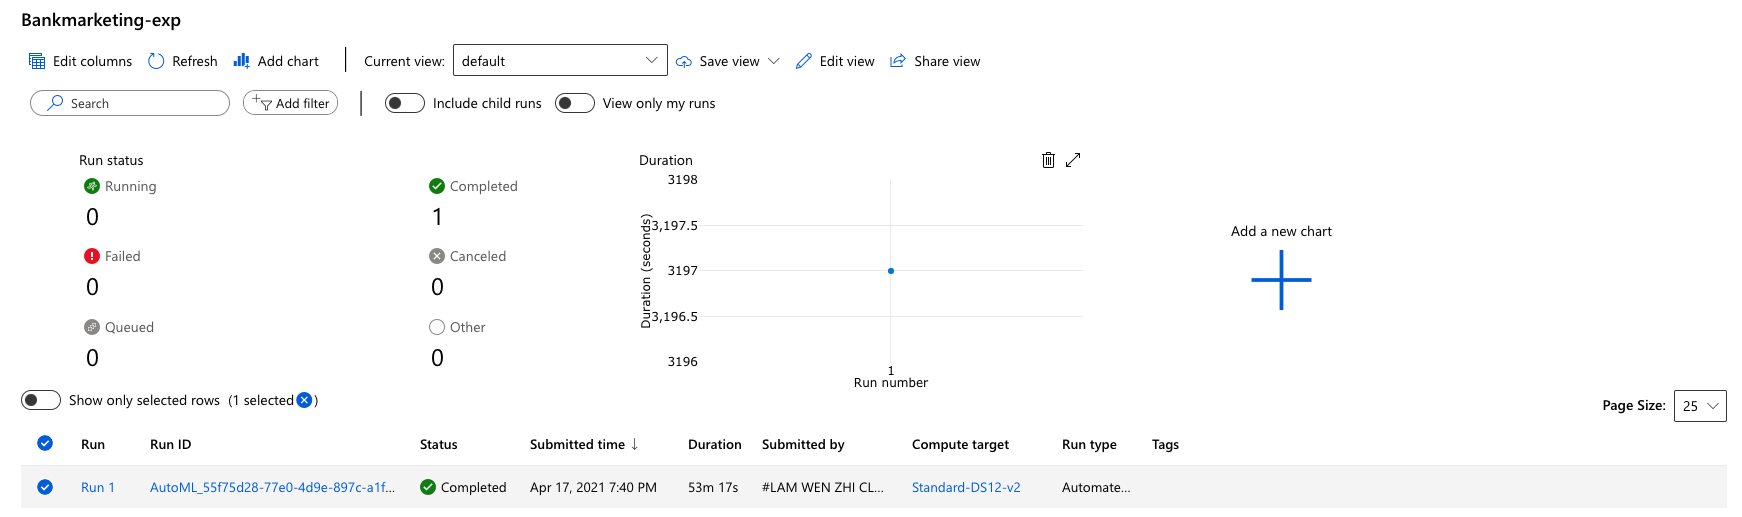 Bankmarketing-exp
Edit columns Refresh Add chart Current view: default Save view Edit view Share view
Search Add filter Include child runs View only my runs
Run status
Running Completed
0 1
Failed Canceled
0 0
Queued Other
0 0
Duration
3198
3,197.5
3197
3,196.5
3196
Duration (seconds)
1
Run number
Add a new chart
Show only selected rows (1 selected )
Page Size: 25
Run Run ID Status Submitted time ↓ Duration Submitted by Compute target Run type Tags
Run 1 AutoML_55f75d28-77e0-4d9e-897c-a1f... Completed Apr 17, 2021 7:40 PM 53m 17s #LAM WEN ZHI CL... Standard-DS12-v2 Automate...